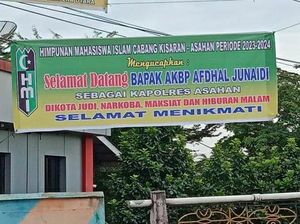 HMI
HIMPUNAN MAHASISWA ISLAM CABANG KISARAN - ASAHAN PERIODE 2023-2024
Mengucapkan :
Selamat Datang BAPAK AKBP AFDHAL JUNAIDI
SEBAGAI KAPOLRES ASAHAN
DIKOTA JUDI, NARKOBA, MAKSIAT DAN HIBURAN MALAM
SELAMAT MENIKMATI